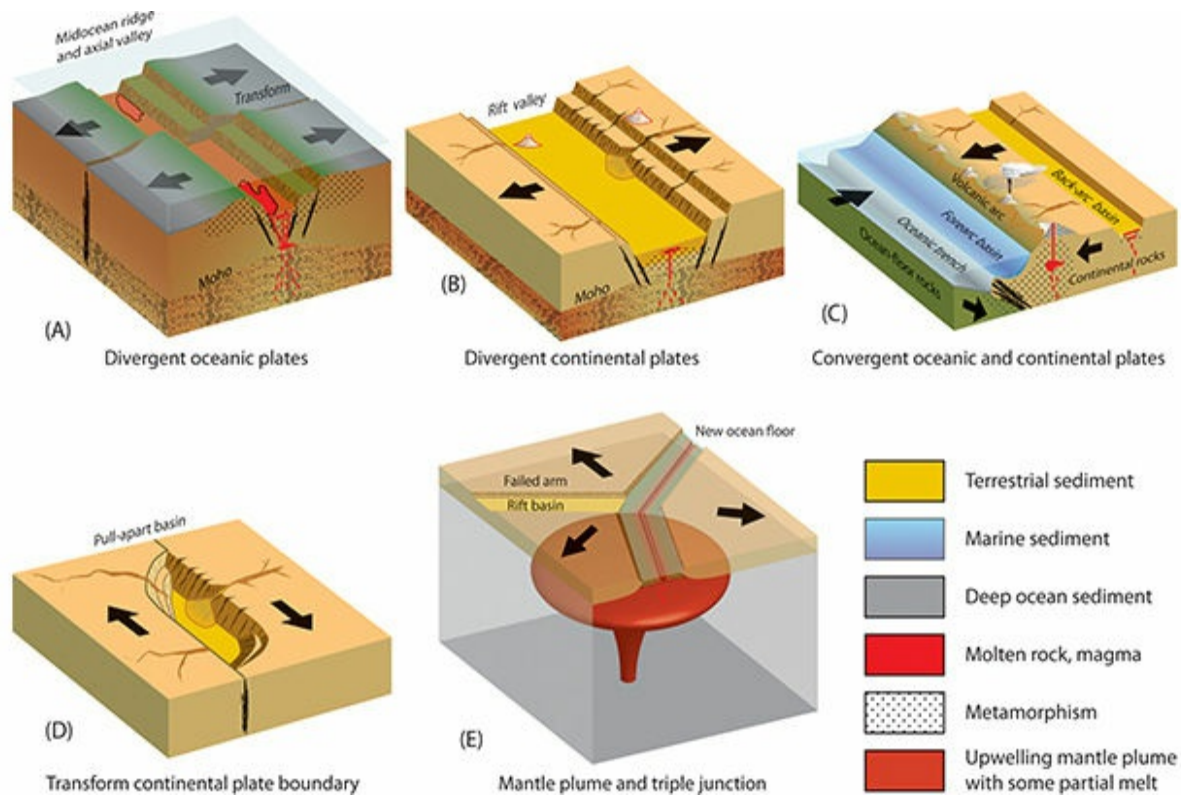 Midocean ridge
and axial valley
Transform
Moho
(A)
Divergent oceanic plates
Rift valley
Moho
(B)
Divergent continental plates
Back-arc basin
Volcanic arc
Forearc basin
Oceanic trench
Ocean-floor rocks
Continental rocks
(C)
Convergent oceanic and continental plates
Pull-apart basin
(D)
Transform continental plate boundary
New ocean floor
Failed arm
Rift basin
(E)
Mantle plume and triple junction
Terrestrial sediment
Marine sediment
Deep ocean sediment
Molten rock, magma
Metamorphism
Upwelling mantle plume
with some partial melt